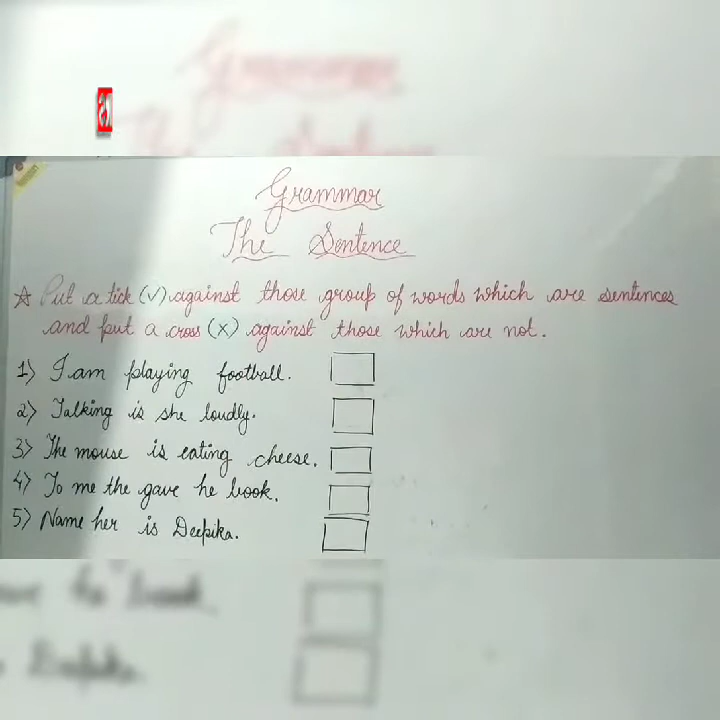 Grammar
The Sentence
☆ Put a tick (✓) against those group of words which are sentences
and put a cross (X) against those which are not.
1) I am playing football.
2) Talking is she loudly.
3) The mouse is eating cheese.
4) To me the gave he book.
5) Name her is Deepika.